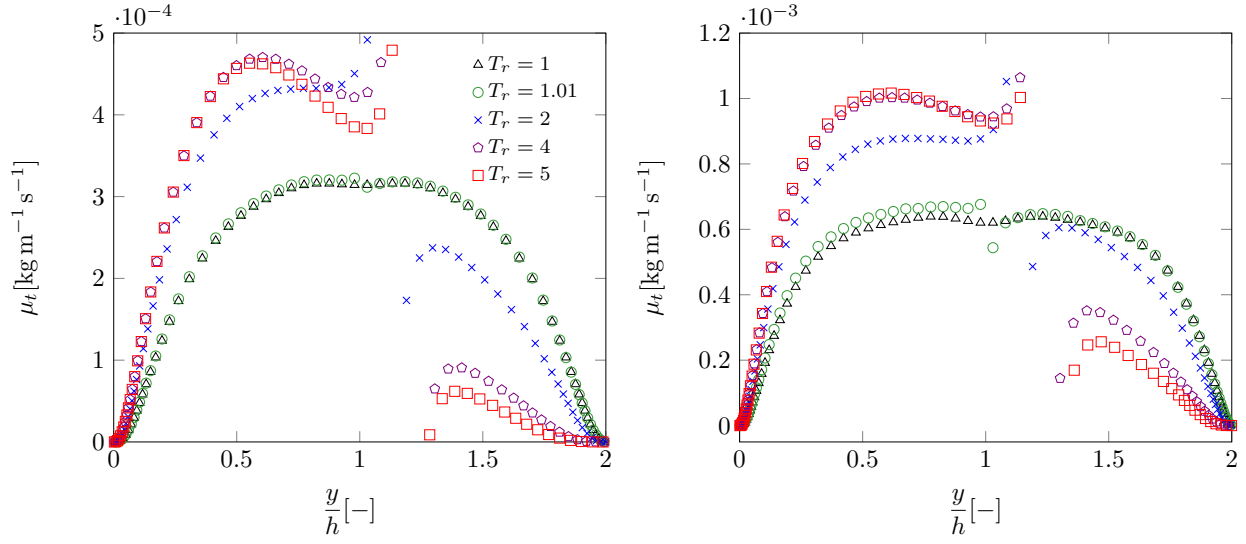 ·10⁻⁴
5
4
3
2
1
0
μₜ[kg m⁻¹ s⁻¹]
T_r = 1
T_r = 1.01
T_r = 2
T_r = 4
T_r = 5
0 0.5 1 1.5 2
y/h [−]
·10⁻³
1.2
1
0.8
0.6
0.4
0.2
0
μₜ[kg m⁻¹ s⁻¹]
0 0.5 1 1.5 2
y/h [−]